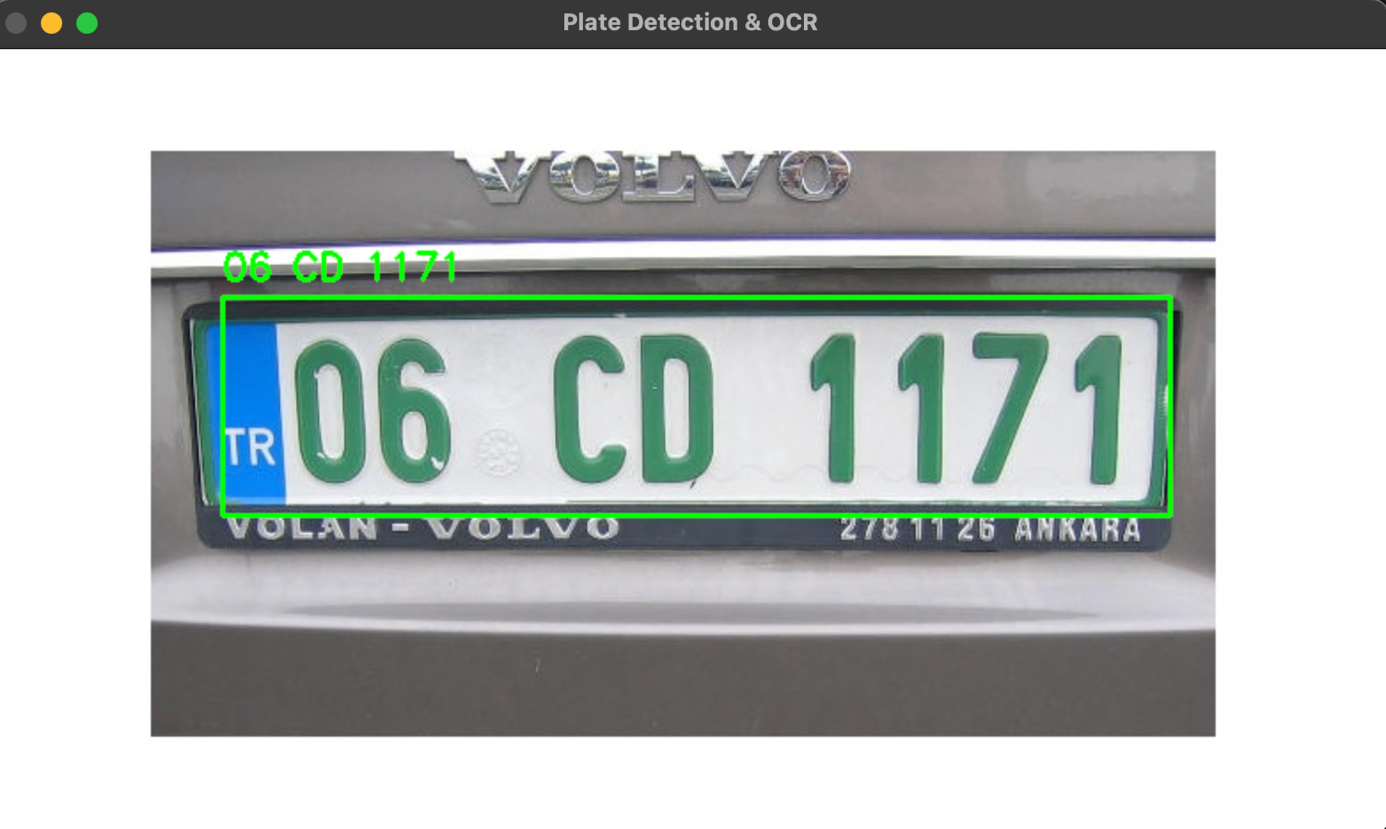 Plate Detection & OCR
VOLVO
06 CD 1171
TR 06 CD 1171
VOLAN - VOLVO 278 11 26 ANKARA